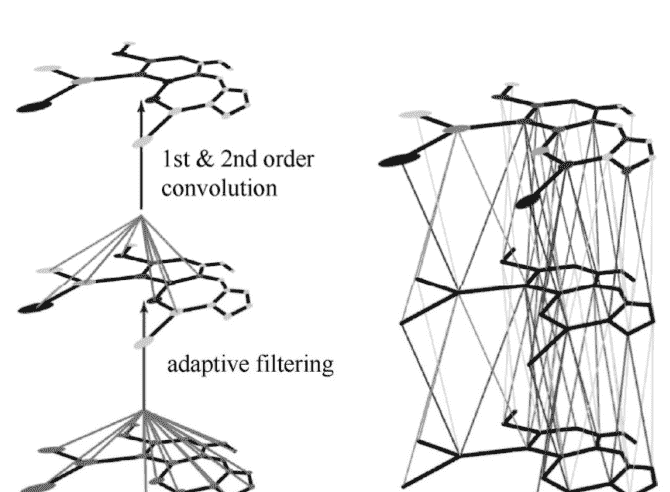 1st & 2nd order
convolution
adaptive filtering